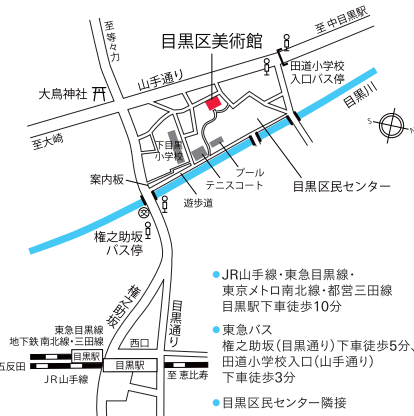 至等々力
目黒区美術館
至 中目黒駅
山手通り
田道小学校
入口バス停
大鳥神社
目黒川
至大崎
下目黒
小学校
S
N
プール
テニスコート
目黒区民センター
案内板
遊歩道
権之助坂
バス停
権之助坂
目黒通り
西口
東急目黒線
地下鉄 南北線・三田線
目黒駅
目黒駅
五反田
JR山手線
至 恵比寿
●JR山手線・東急目黒線・
東京メトロ南北線・都営三田線
目黒駅下車徒歩10分
●東急バス
権之助坂(目黒通り)下車徒歩5分、
田道小学校入口(山手通り)
下車徒歩3分
●目黒区民センター隣接